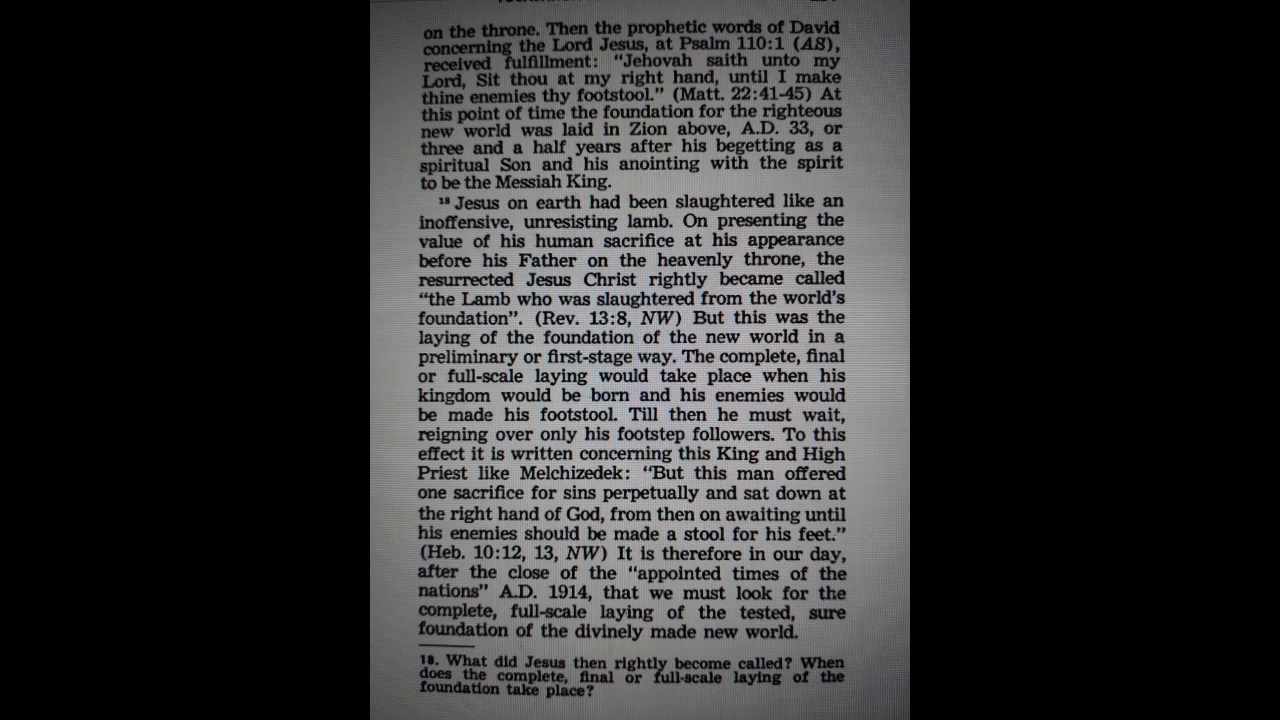 on the throne. Then the prophetic words of David
concerning the Lord Jesus, at Psalm 110:1 (AS),
received fulfillment: “Jehovah saith unto my
Lord, Sit thou at my right hand, until I make
thine enemies thy footstool.” (Matt. 22:41-45) At
this point of time the foundation for the righteous
new world was laid in Zion above, A.D. 33, or
three and a half years after his begetting as a
spiritual Son and his anointing with the spirit
to be the Messiah King.
¹⁸ Jesus on earth had been slaughtered like an
inoffensive, unresisting lamb. On presenting the
value of his human sacrifice at his appearance
before his Father on the heavenly throne, the
resurrected Jesus Christ rightly became called
“the Lamb who was slaughtered from the world’s
foundation”. (Rev. 13:8, NW) But this was the
laying of the foundation of the new world in a
preliminary or first-stage way. The complete, final
or full-scale laying would take place when his
kingdom would be born and his enemies would
be made his footstool. Till then he must wait,
reigning over only his footstep followers. To this
effect it is written concerning this King and High
Priest like Melchizedek: “But this man offered
one sacrifice for sins perpetually and sat down at
the right hand of God, from then on awaiting until
his enemies should be made a stool for his feet.”
(Heb. 10:12, 13, NW) It is therefore in our day,
after the close of the “appointed times of the
nations” A.D. 1914, that we must look for the
complete, full-scale laying of the tested, sure
foundation of the divinely made new world.
18. What did Jesus then rightly become called? When
does the complete, final or full-scale laying of the
foundation take place?